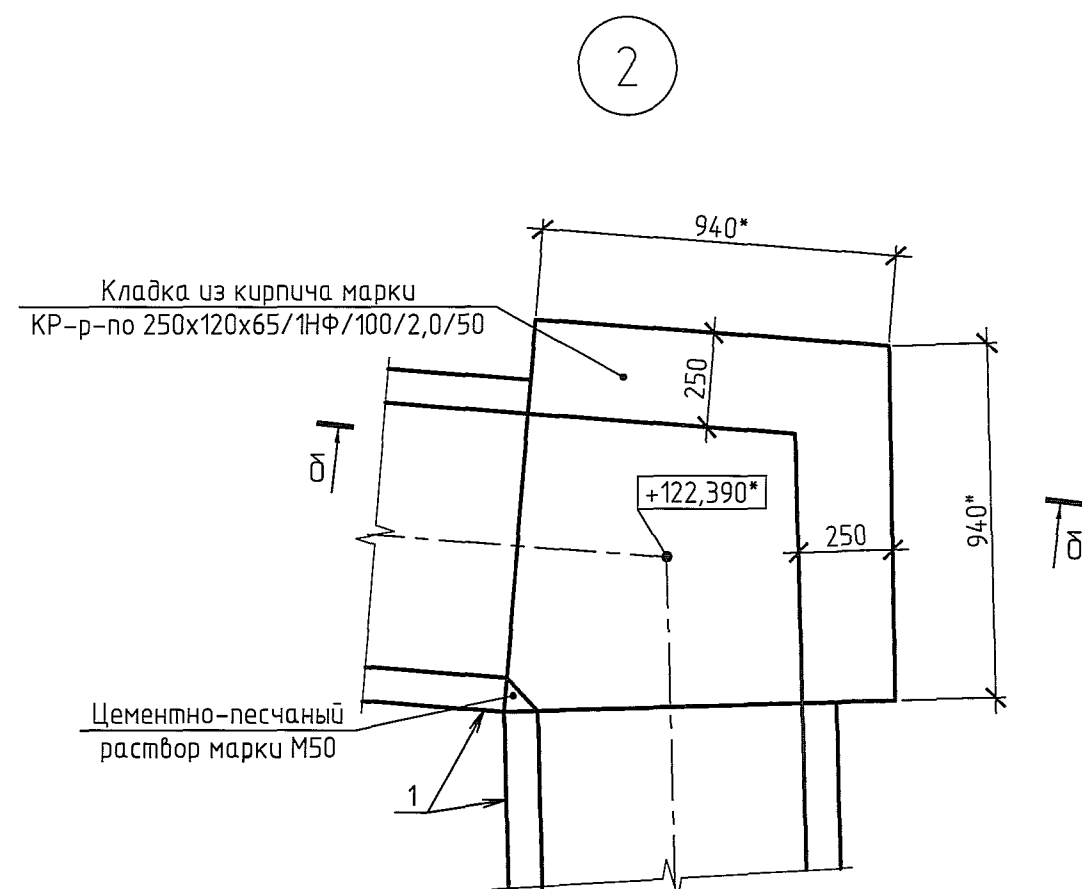 2
940*
Кладка из кирпича марки
КР-р-по 250х120х65/1НФ/100/2,0/50
250
б
+122,390*
940*
250
б
Цементно-песчаный
раствор марки М50
1